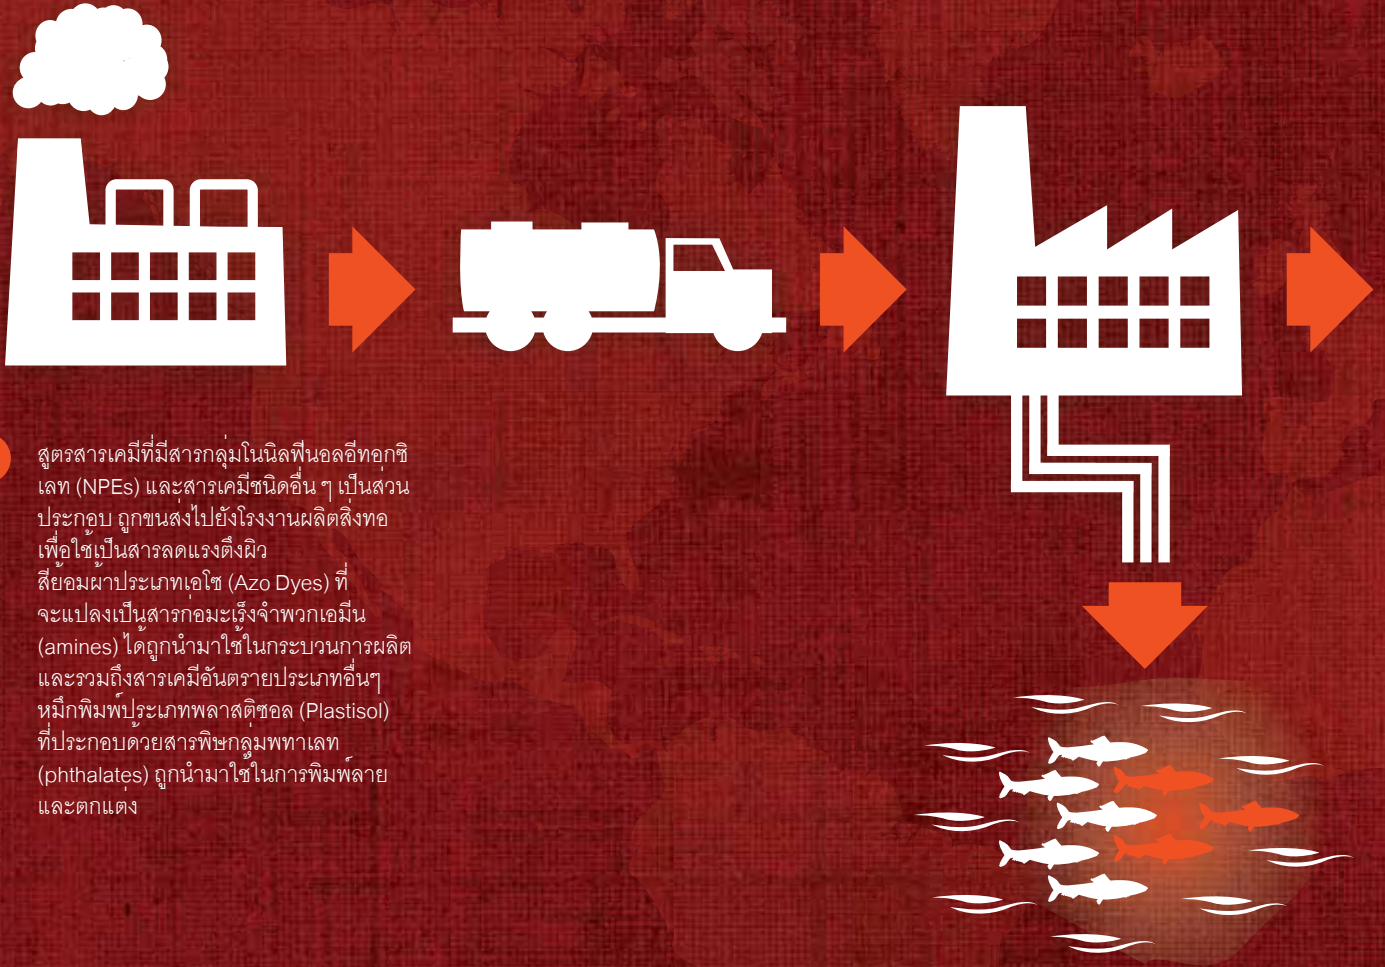 สูตรสารเคมีที่มีสารกลุ่มโนนิลฟีนอลอีทอกซิ
เลท (NPEs) และสารเคมีชนิดอื่น ๆ เป็นส่วน
ประกอบ ถูกขนส่งไปยังโรงงานผลิตสิ่งทอ
เพื่อใช้เป็นสารลดแรงตึงผิว
สีย้อมผ้าประเภทเอโซ (Azo Dyes) ที่
จะแปลงเป็นสารก่อมะเร็งจำพวกเอมีน
(amines) ได้ถูกนำมาใช้ในกระบวนการผลิต
และรวมถึงสารเคมีอันตรายประเภทอื่นๆ
หมึกพิมพ์ประเภทพลาสติซอล (Plastisol)
ที่ประกอบด้วยสารพิษกลุ่มพทาเลท
(phthalates) ถูกนำมาใช้ในการพิมพ์ลาย
และตกแต่ง